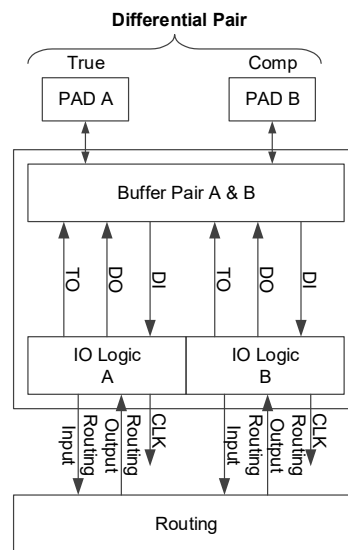 Differential Pair
True
Comp
PAD A
PAD B
Buffer Pair A & B
TO
DO
DI
TO
DO
DI
IO Logic
A
IO Logic
B
Routing
Input
Routing
Output
CLK
Routing
Input
Routing
Output
CLK
Routing